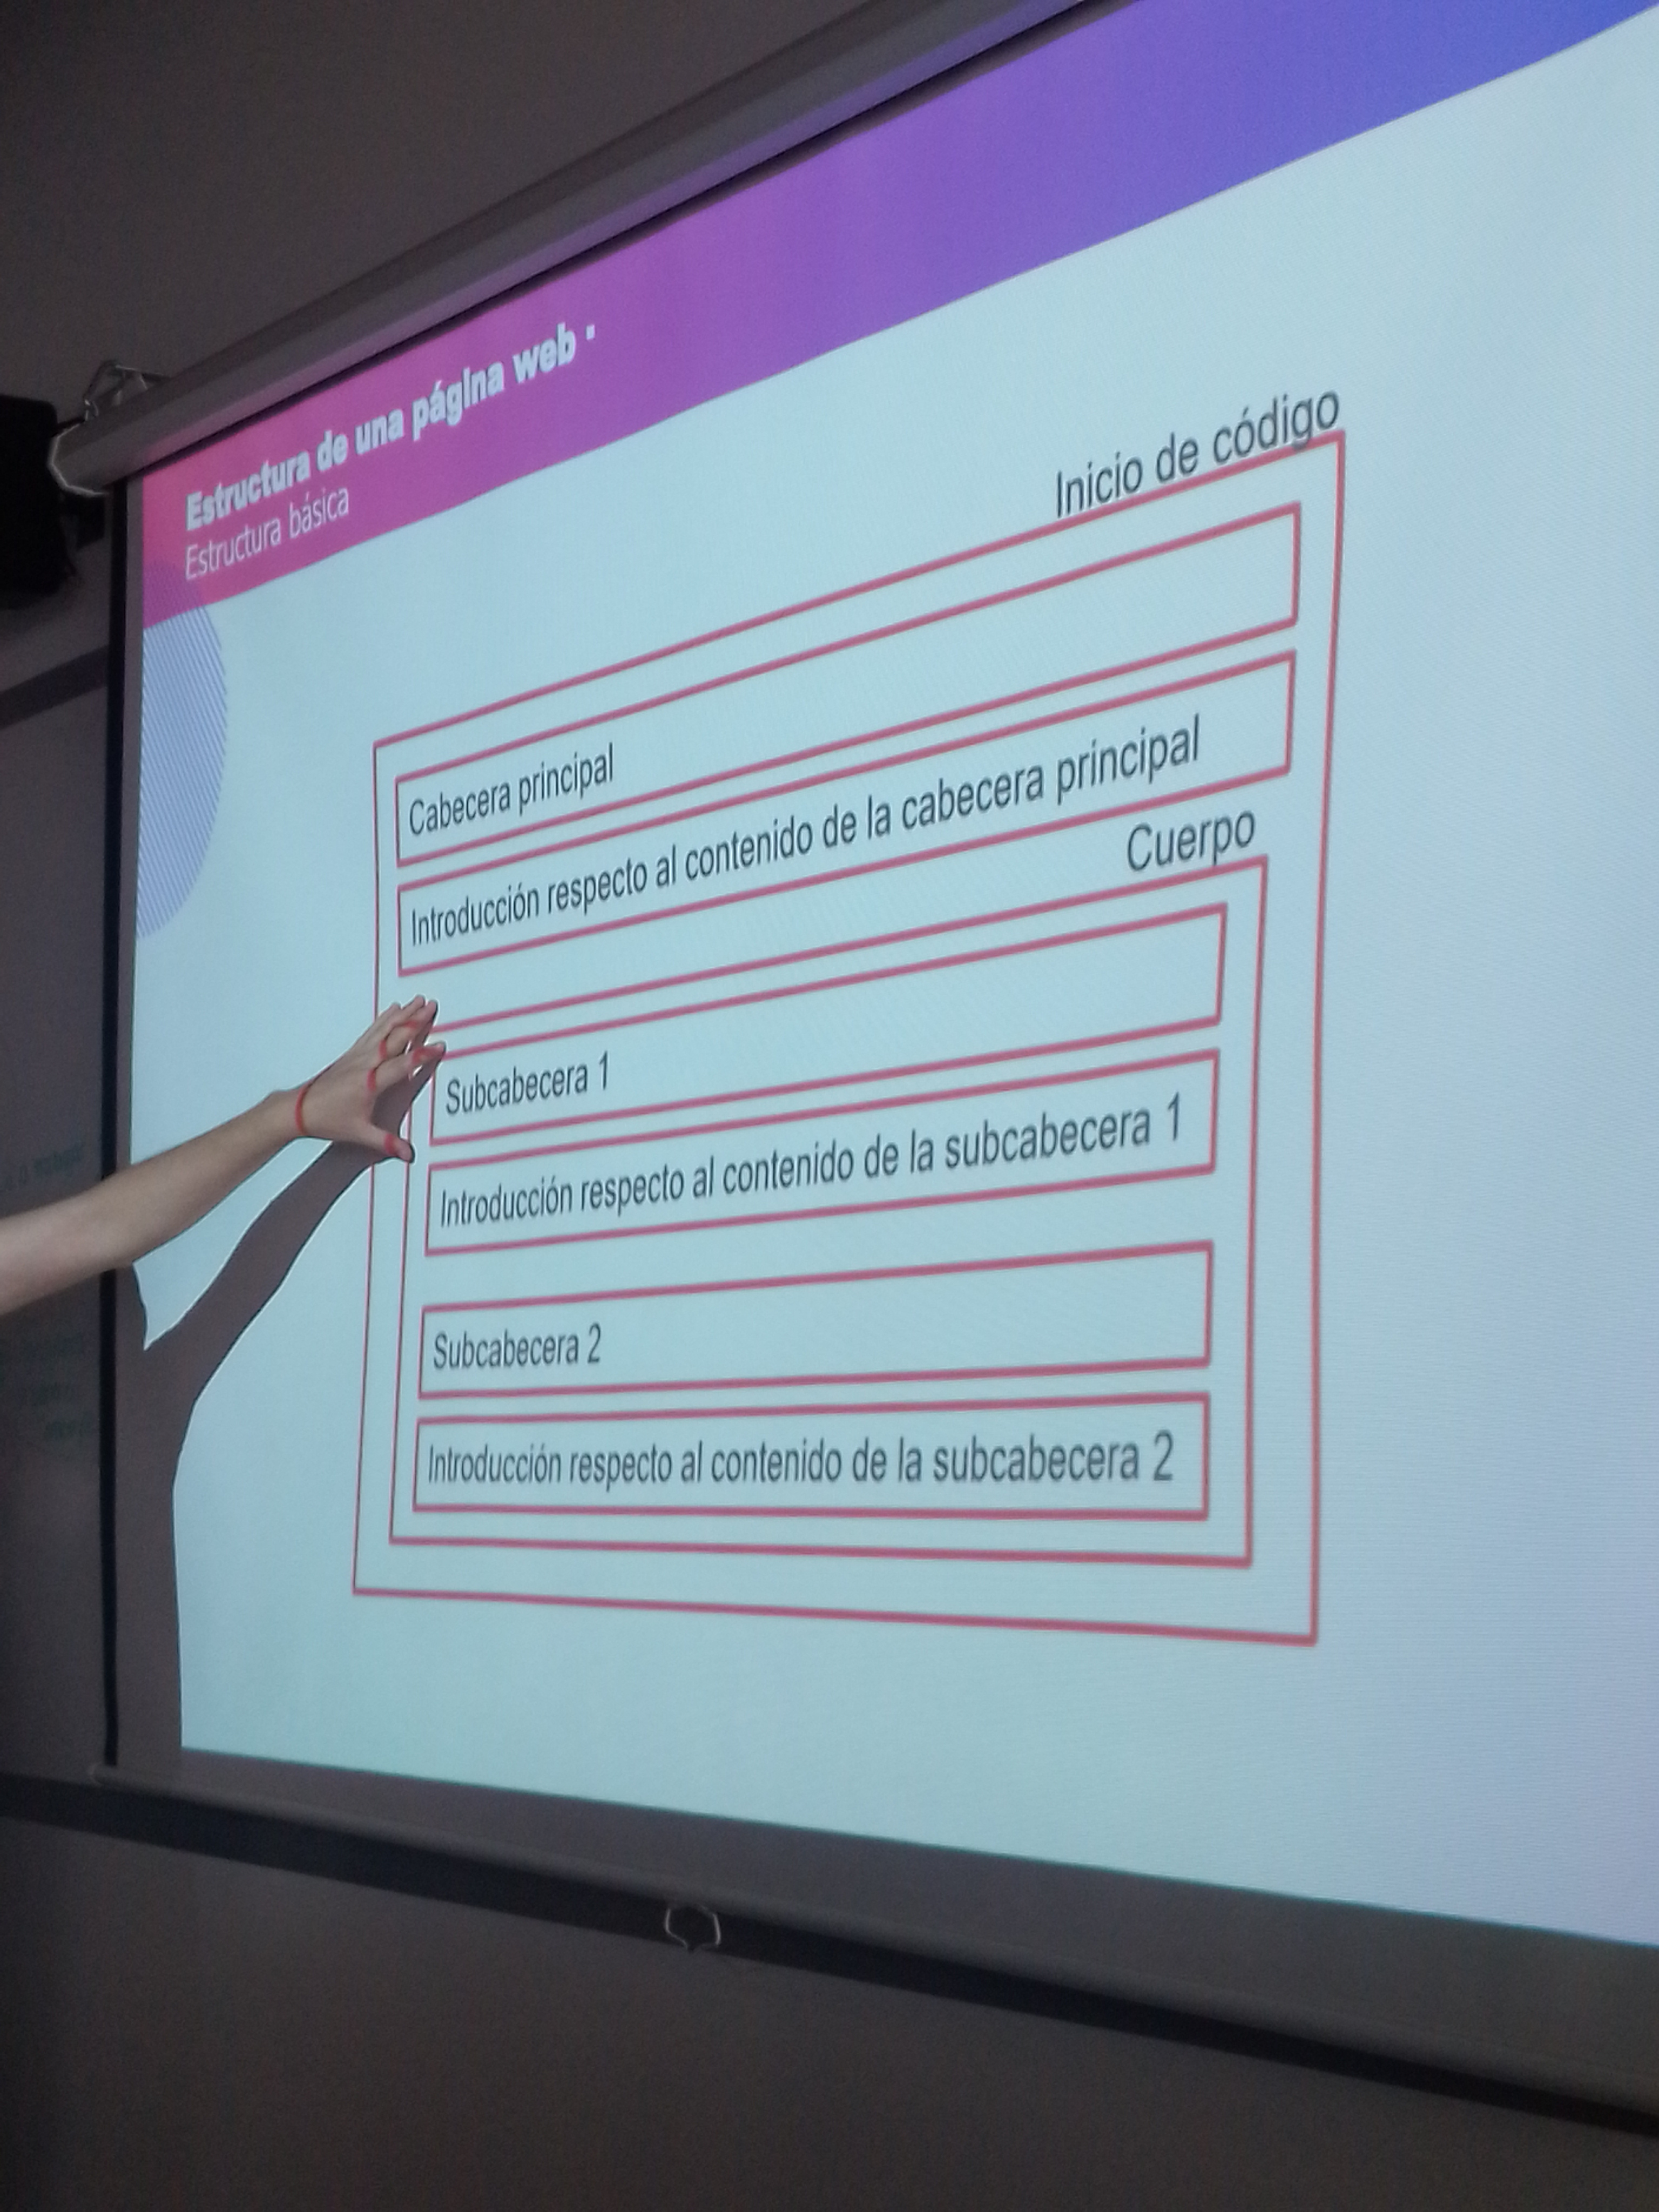 Estructura de una página web ·
Estructura básica
Inicio de código
Cabecera principal
Introducción respecto al contenido de la cabecera principal
Cuerpo
Subcabecera 1
Introducción respecto al contenido de la subcabecera 1
Subcabecera 2
Introducción respecto al contenido de la subcabecera 2